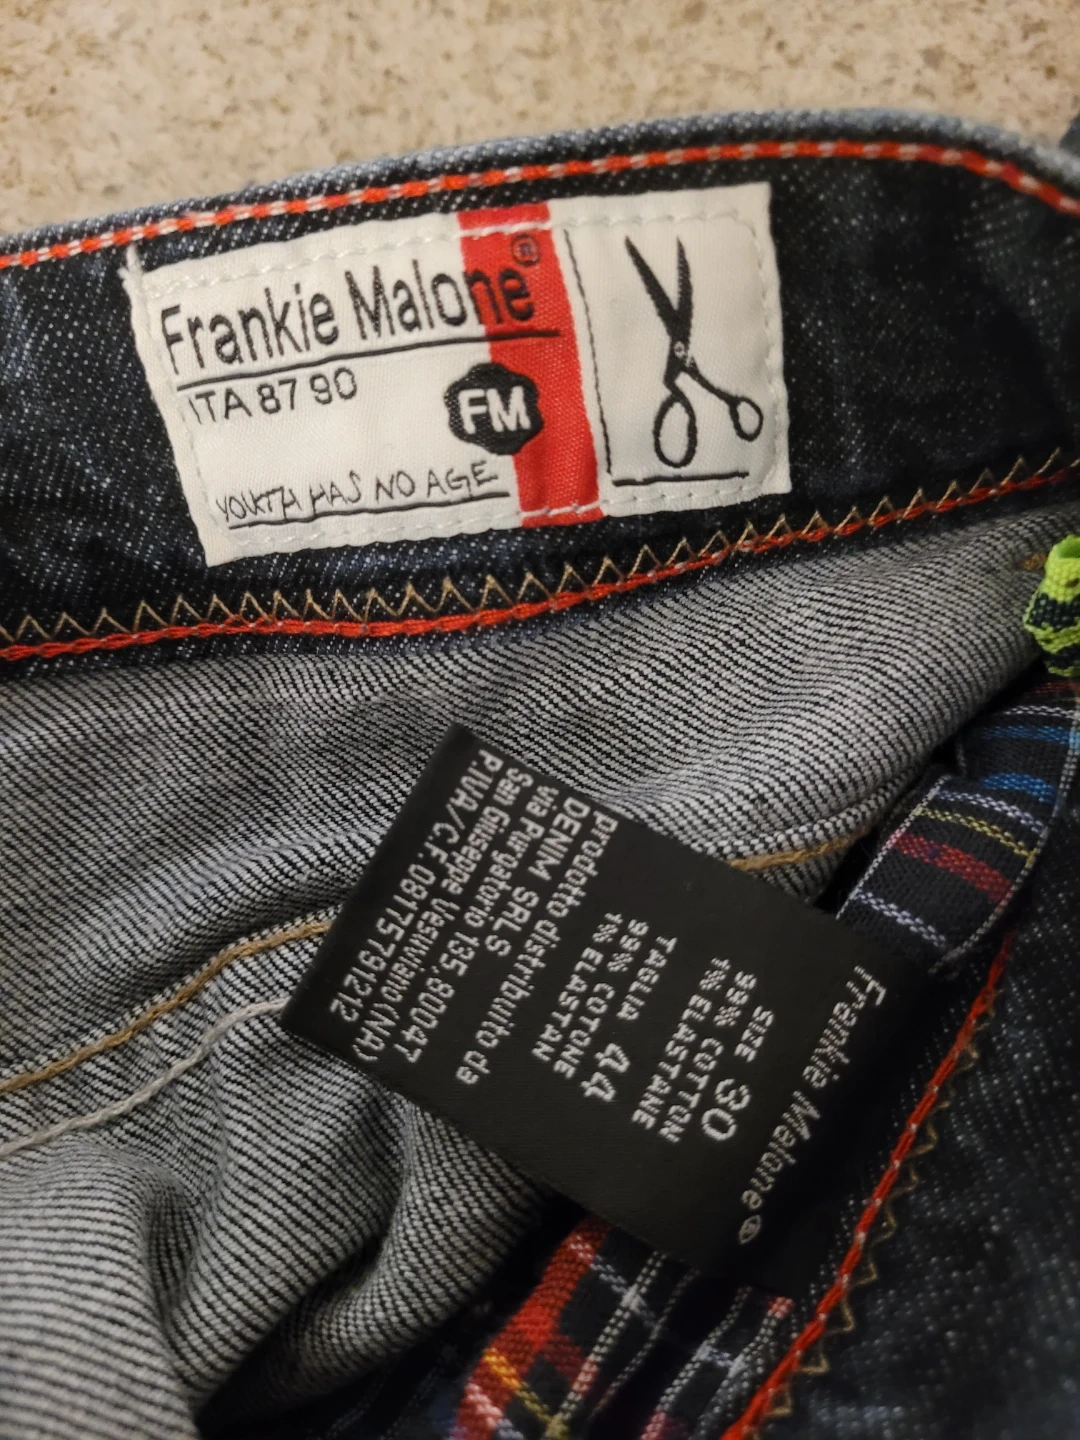 Frankie Malone®
ITA 87 90
FM
YOUTH HAS NO AGE
Frankie Malone®
SIZE 30
99% COTTON
1% ELASTANE
TAGLIA 44
99% COTONE
1% ELASTAN
prodotto distribuito da
DENIM SRLS
via Purgatorio 135.80047
San Giuseppe Vesuviano (NA)
P.IVA/C.F. 08177579121​2